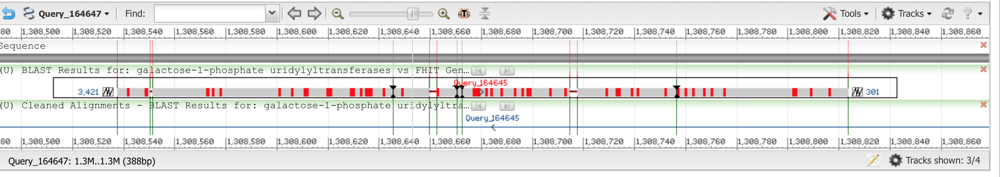 Query_164647 Find: ATG Tools Tracks ?
80 1,308,500 1,308,520 1,308,540 1,308,560 1,308,580 1,308,600 1,308,620 1,308,640 1,308,660 1,308,680 1,308,700 1,308,720 1,308,740 1,308,760 1,308,780 1,308,800 1,308,820 1,308,840 1,308,860
Sequence
(U) BLAST Results for: galactose-1-phosphate uridylyltransferases vs FHIT Gen...
Query_164645
3,421 301
(U) Cleaned Alignments - BLAST Results for: galactose-1-phosphate uridylyltra...
Query_164645
80 1,308,500 1,308,520 1,308,540 1,308,560 1,308,580 1,308,600 1,308,620 1,308,640 1,308,660 1,308,680 1,308,700 1,308,720 1,308,740 1,308,760 1,308,780 1,308,800 1,308,820 1,308,840 1,308,860
Query_164647: 1.3M..1.3M (388bp) Tracks shown: 3/4